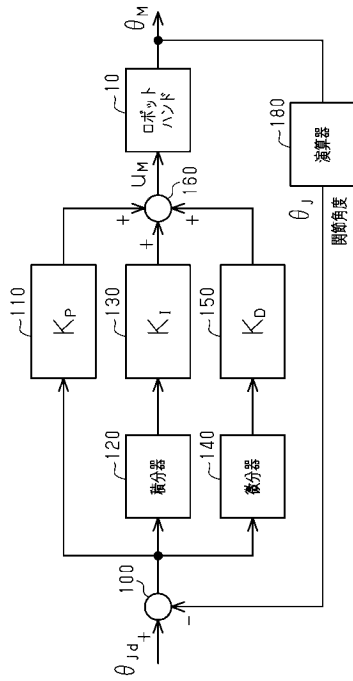 θJd
+
-
100
110
KP
120
積分器
130
KI
140
微分器
150
KD
+
+
+
160
uM
10
ロボット
ハンド
θM
180
演算器
θJ
関節角度